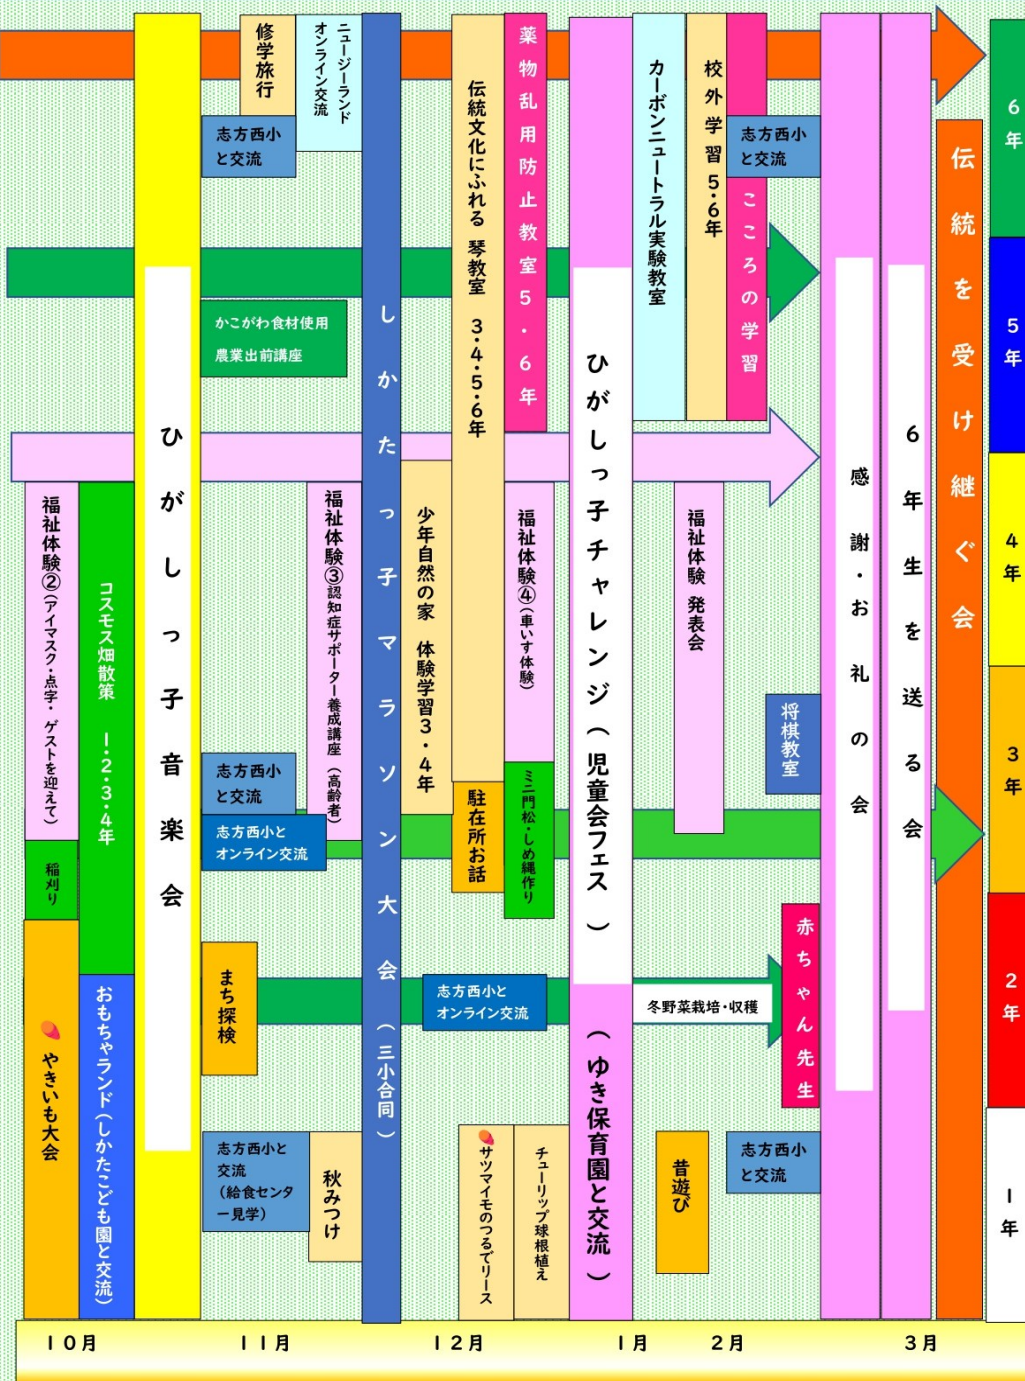 修学旅行
ニュージーランド
オンライン交流
志方西小
と交流
かこがわ食材使用
農業出前講座
ひがしっ子音楽会
しかたっ子マラソン大会(三小合同)
伝統文化にふれる 琴教室 3・4・5・6年
薬物乱用防止教室5・6年
ひがしっ子チャレンジ(児童会フェス)
(ゆき保育園と交流)
カーボンニュートラル実験教室
校外学習5・6年
志方西小
と交流
こころの学習
感謝・お礼の会
6年生を送る会
伝統を受け継ぐ会
6年
5年
4年
3年
2年
1年
福祉体験②(アイマスク・点字・ゲストを迎えて)
コスモス畑散策 1・2・3・4年
福祉体験③認知症サポーター養成講座(高齢者)
少年自然の家 体験学習3・4年
福祉体験④(車いす体験)
福祉体験 発表会
将棋教室
志方西小
と交流
志方西小と
オンライン交流
駐在所お話
ミニ門松・しめ縄作り
稲刈り
やきいも大会
おもちゃランド(しかたこども園と交流)
まち探検
志方西小と
オンライン交流
冬野菜栽培・収穫
赤ちゃん先生
志方西小と
交流
(給食センタ
ー見学)
秋みつけ
サツマイモのつるでリース
チューリップ球根植え
昔遊び
志方西小
と交流
10月
11月
12月
1月
2月
3月